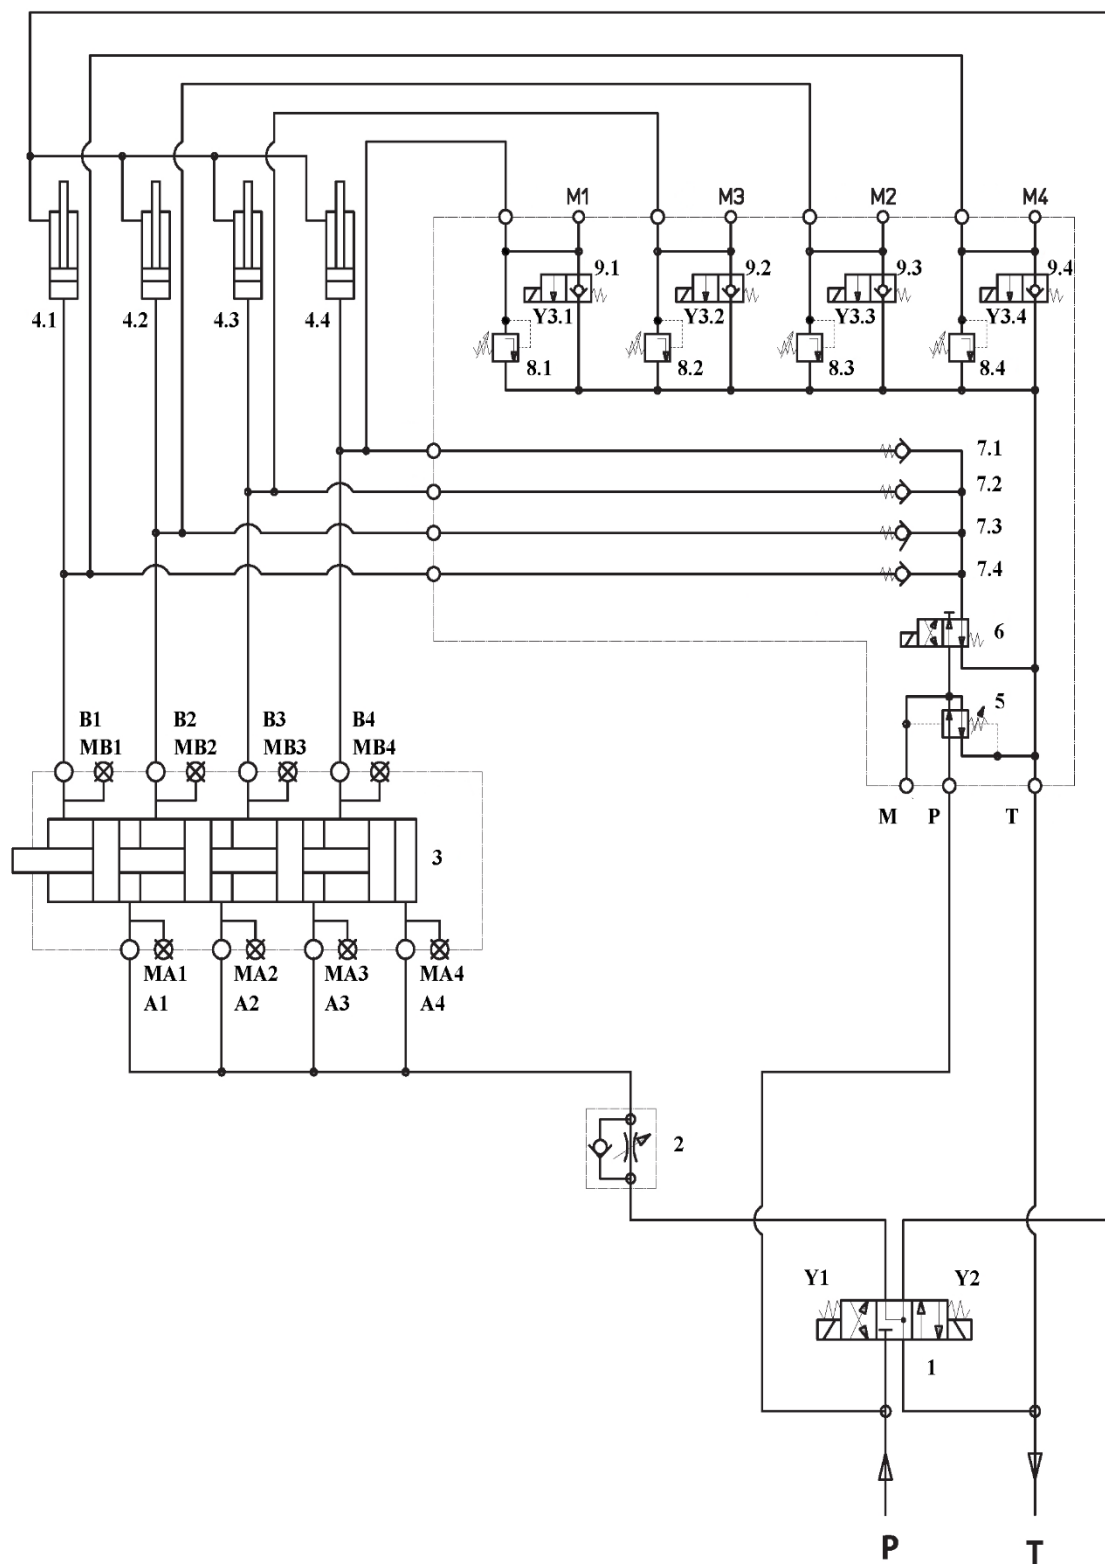 M1 M3 M2 M4
9.1 9.2 9.3 9.4
Y3.1 Y3.2 Y3.3 Y3.4
4.1 4.2 4.3 4.4
8.1 8.2 8.3 8.4
7.1
7.2
7.3
7.4
6
5
B1 B2 B3 B4
MB1 MB2 MB3 MB4
M P T
3
MA1 MA2 MA3 MA4
A1 A2 A3 A4
2
Y1 Y2
1
P T